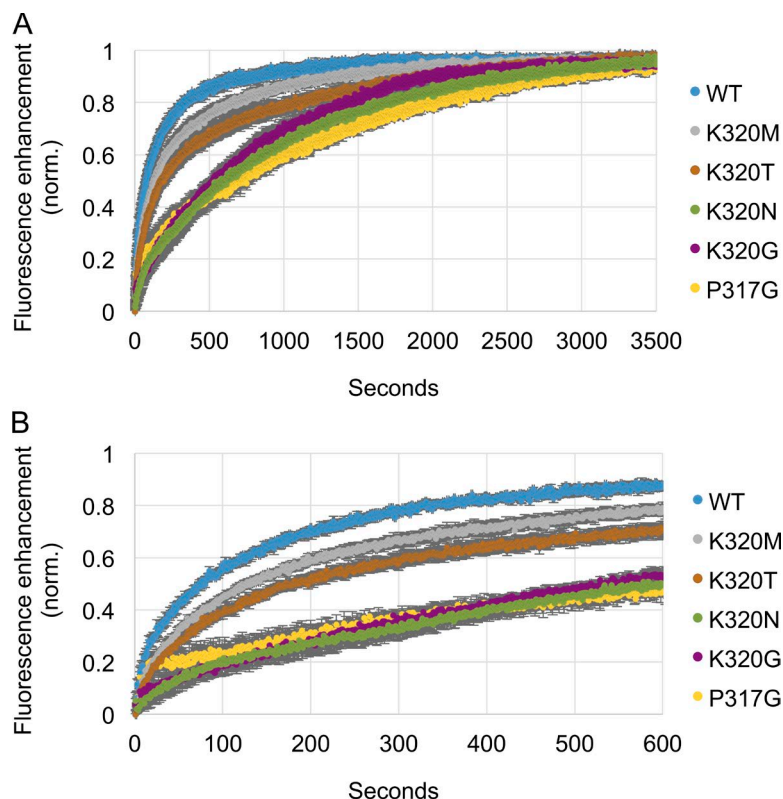 A
Fluorescence enhancement
(norm.)
1
0.8
0.6
0.4
0.2
0
0 500 1000 1500 2000 2500 3000 3500
Seconds
WT
K320M
K320T
K320N
K320G
P317G
B
Fluorescence enhancement
(norm.)
1
0.8
0.6
0.4
0.2
0
0 100 200 300 400 500 600
Seconds
WT
K320M
K320T
K320N
K320G
P317G